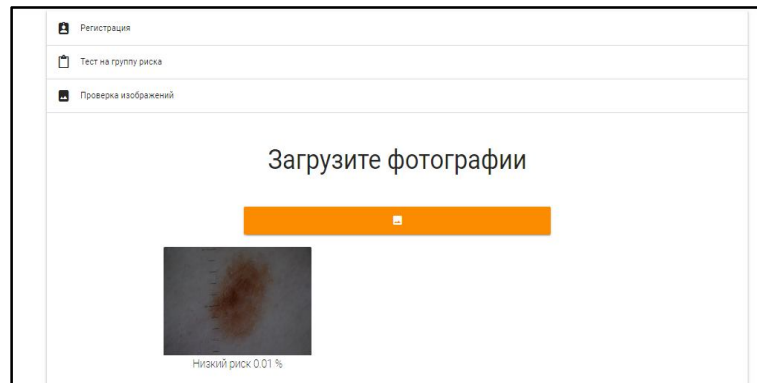 Регистрация
Тест на группу риска
Проверка изображений
Загрузите фотографии
Низкий риск 0.01 %